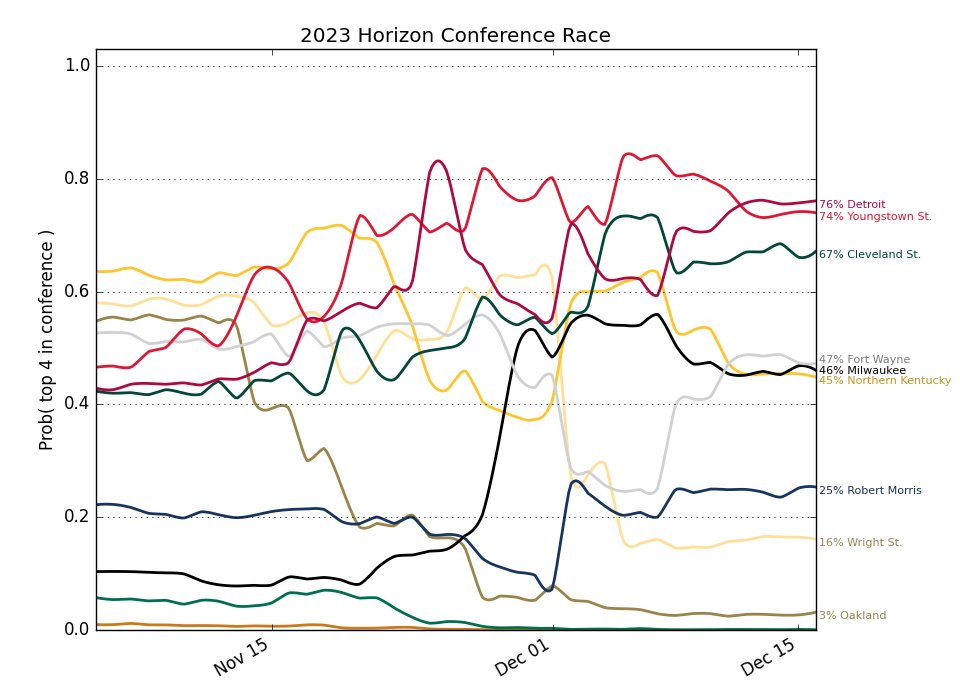 2023 Horizon Conference Race
Prob( top 4 in conference )
1.0
0.8
0.6
0.4
0.2
0.0
Nov 15
Dec 01
Dec 15
76% Detroit
74% Youngstown St.
67% Cleveland St.
47% Fort Wayne
46% Milwaukee
45% Northern Kentucky
25% Robert Morris
16% Wright St.
3% Oakland